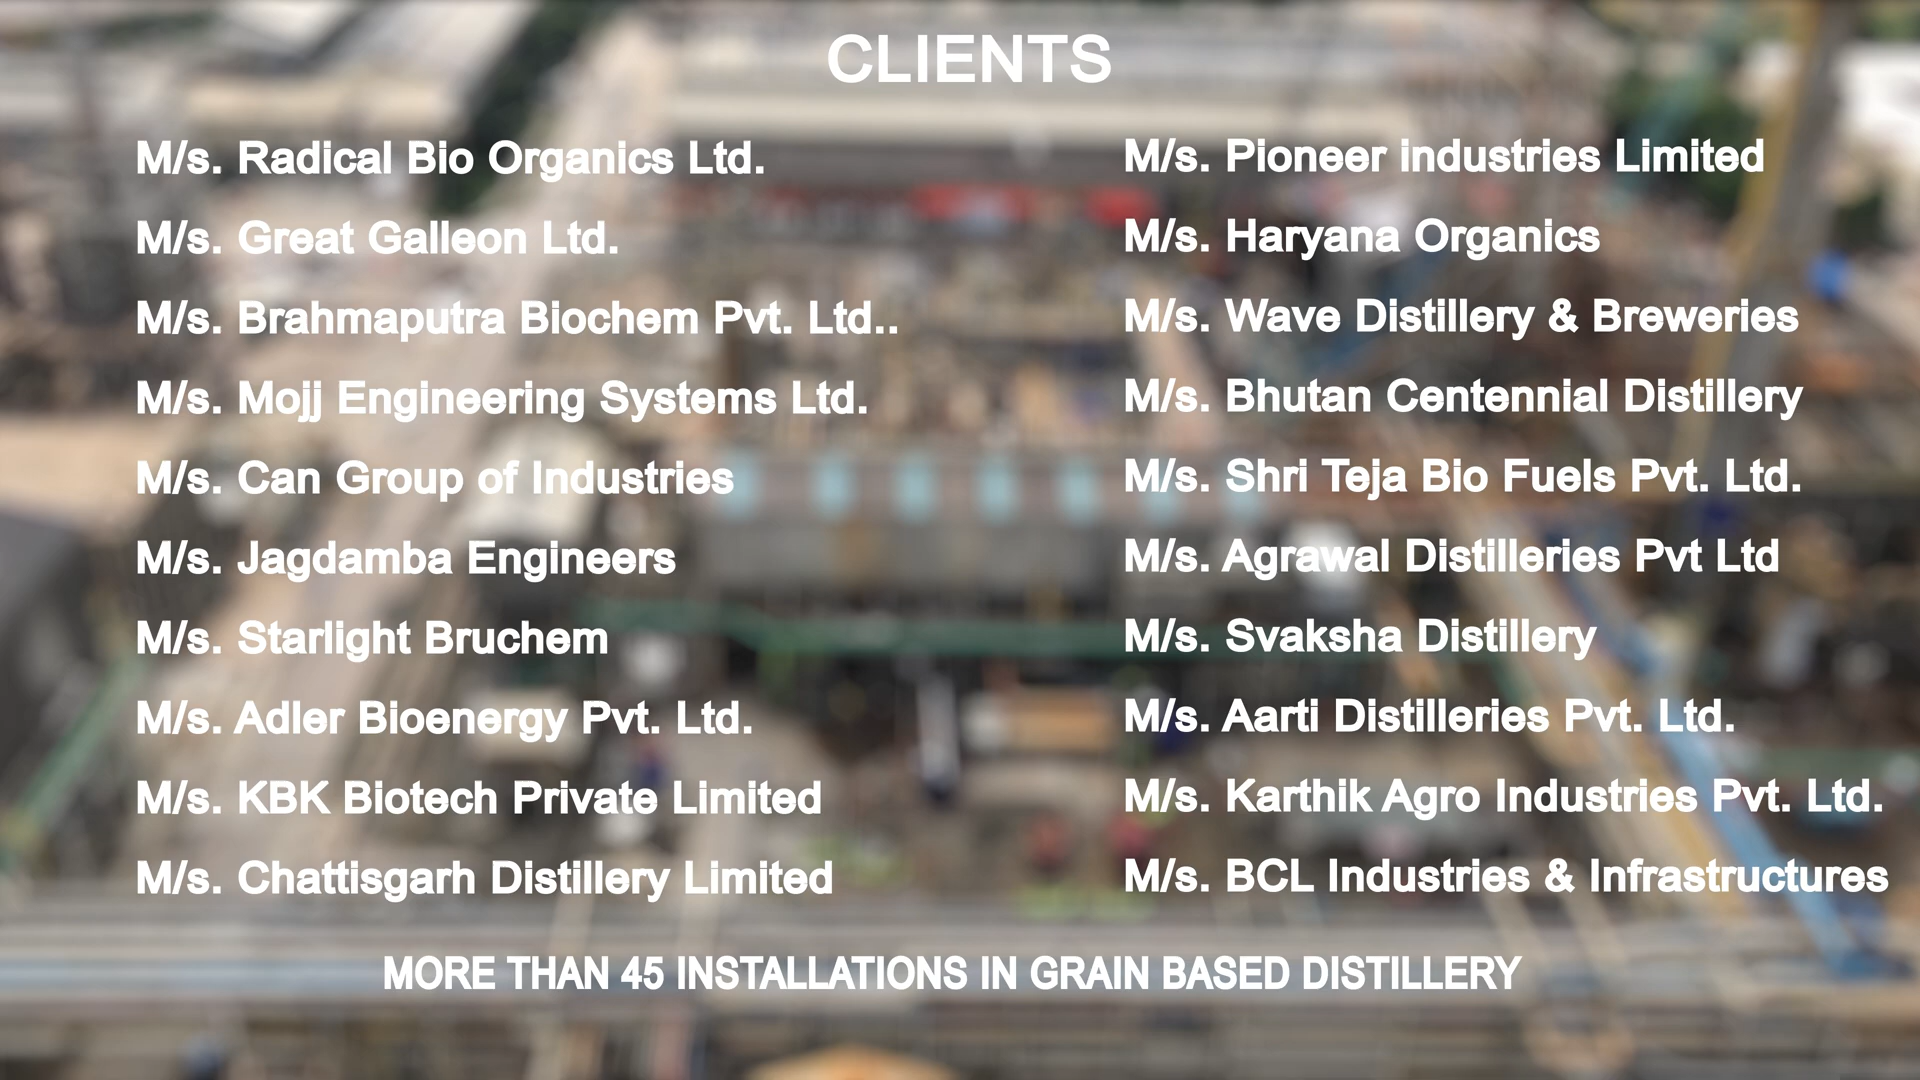 CLIENTS
M/s. Radical Bio Organics Ltd.
M/s. Great Galleon Ltd.
M/s. Brahmaputra Biochem Pvt. Ltd..
M/s. Mojj Engineering Systems Ltd.
M/s. Can Group of Industries
M/s. Jagdamba Engineers
M/s. Starlight Bruchem
M/s. Adler Bioenergy Pvt. Ltd.
M/s. KBK Biotech Private Limited
M/s. Chattisgarh Distillery Limited
M/s. Pioneer industries Limited
M/s. Haryana Organics
M/s. Wave Distillery & Breweries
M/s. Bhutan Centennial Distillery
M/s. Shri Teja Bio Fuels Pvt. Ltd.
M/s. Agrawal Distilleries Pvt Ltd
M/s. Svaksha Distillery
M/s. Aarti Distilleries Pvt. Ltd.
M/s. Karthik Agro Industries Pvt. Ltd.
M/s. BCL Industries & Infrastructures
MORE THAN 45 INSTALLATIONS IN GRAIN BASED DISTILLERY